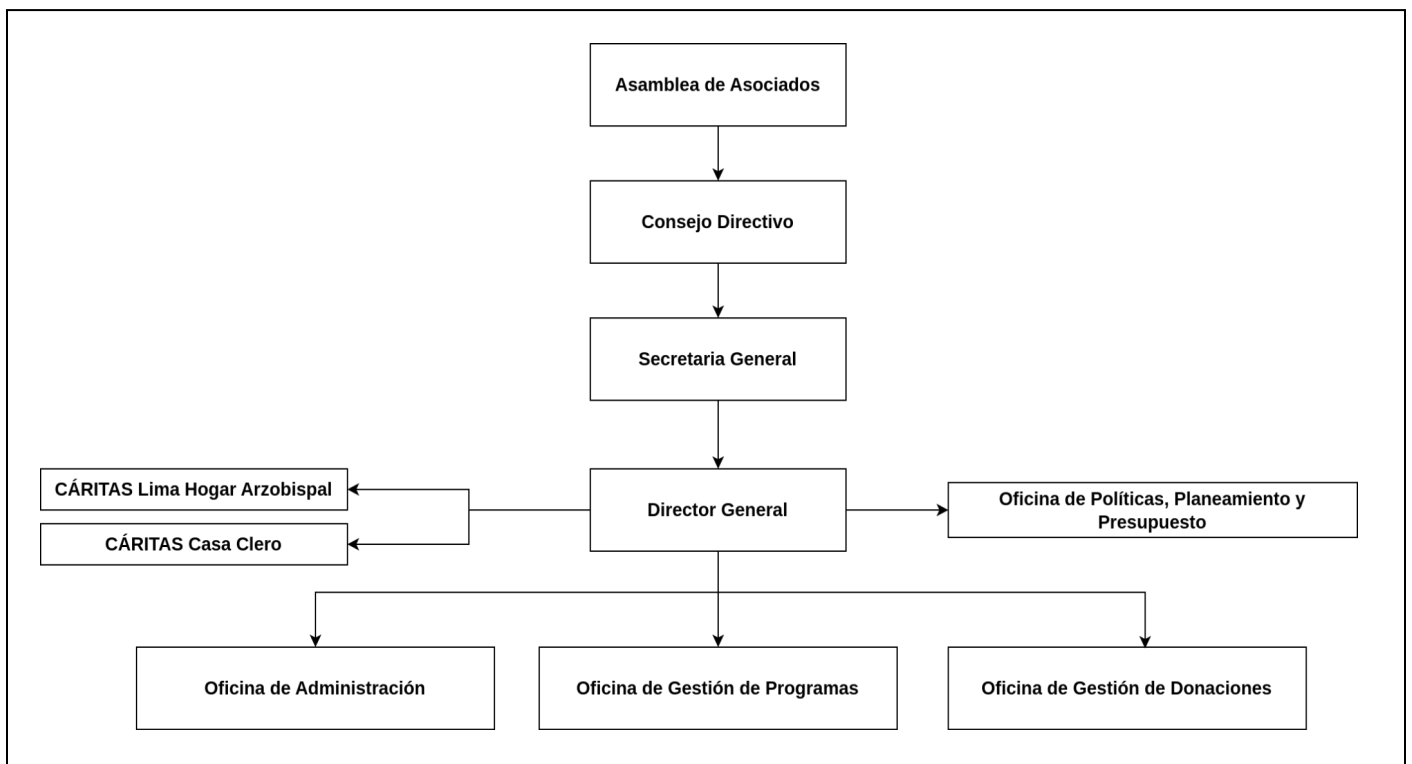 Asamblea de Asociados
Consejo Directivo
Secretaria General
CÁRITAS Lima Hogar Arzobispal
CÁRITAS Casa Clero
Director General
Oficina de Políticas, Planeamiento y
Presupuesto
Oficina de Administración
Oficina de Gestión de Programas
Oficina de Gestión de Donaciones